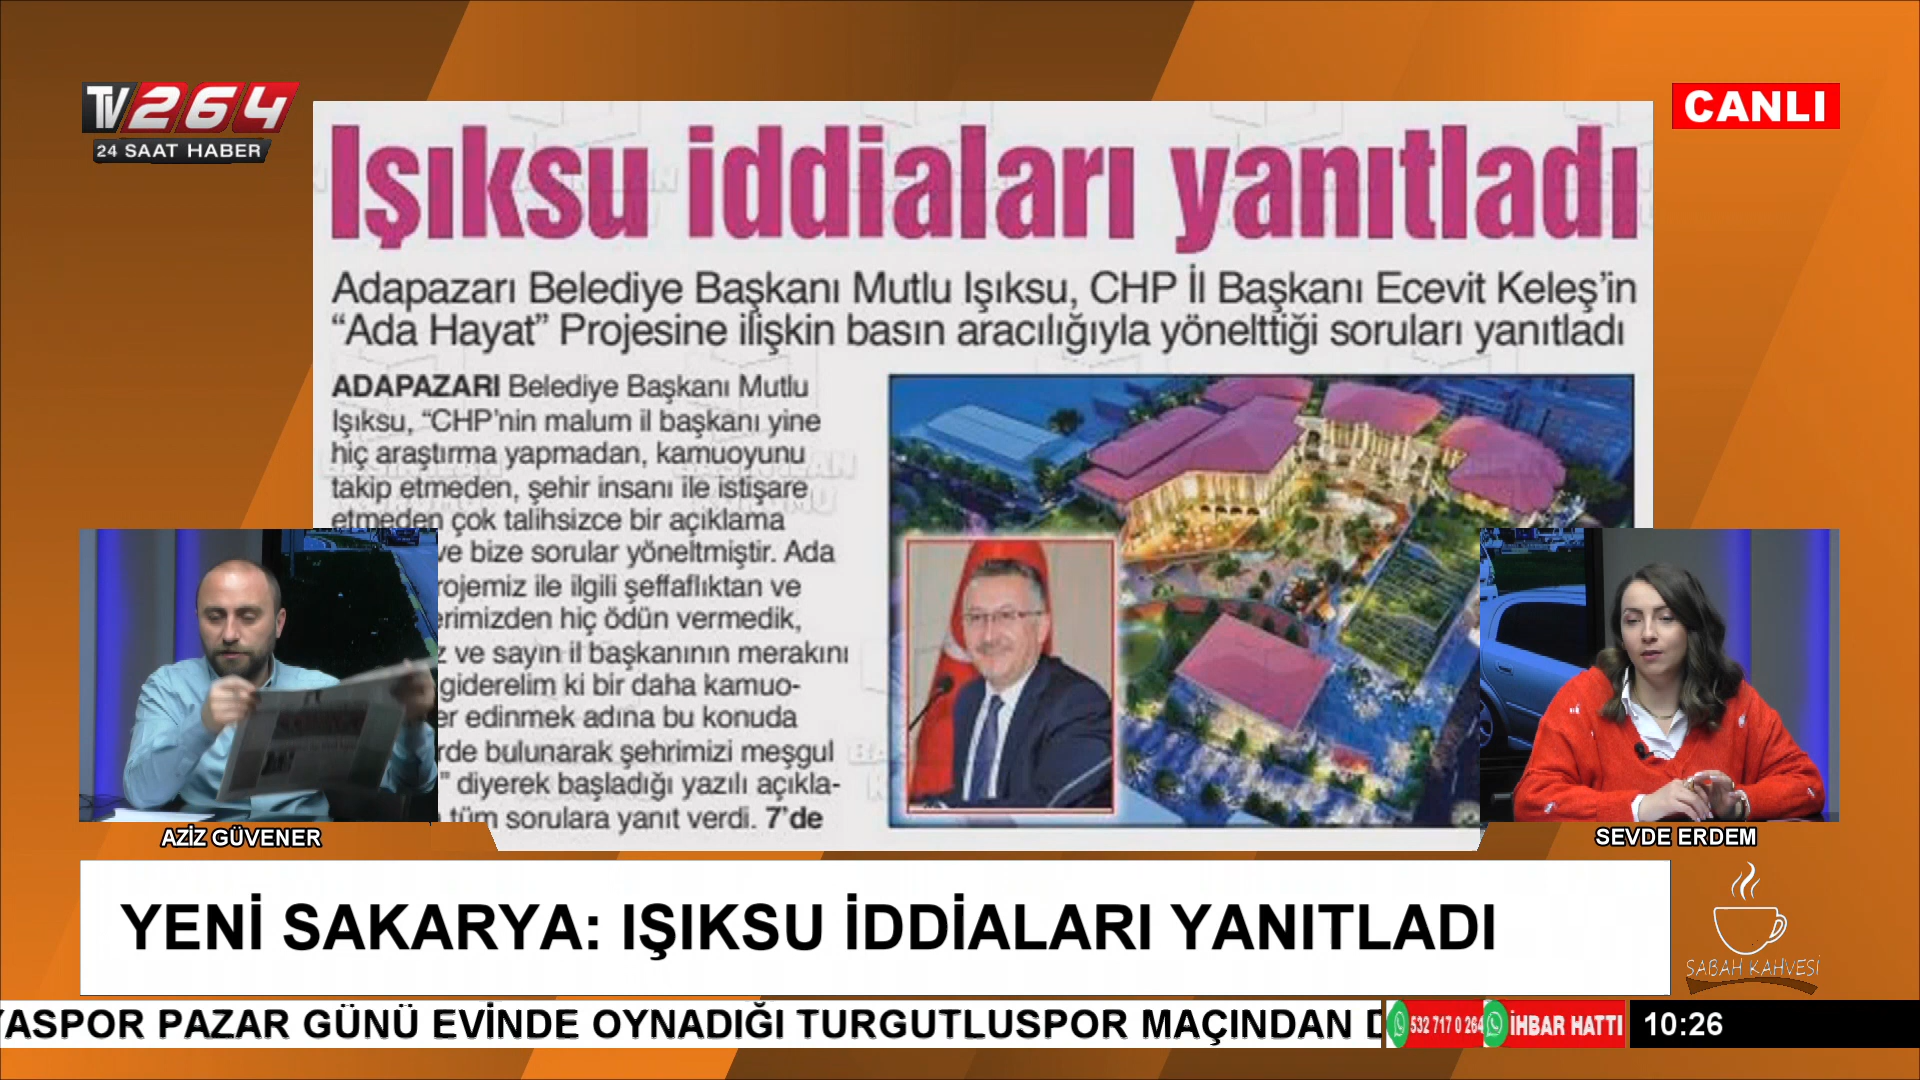 TV264
24 SAAT HABER
CANLI
Işıksu iddiaları yanıtladı
Adapazarı Belediye Başkanı Mutlu Işıksu, CHP İl Başkanı Ecevit Keleş'in
"Ada Hayat" Projesine ilişkin basın aracılığıyla yönelttiği soruları yanıtladı
ADAPAZARI Belediye Başkanı Mutlu
Işıksu, "CHP'nin malum il başkanı yine
hiç araştırma yapmadan, kamuoyunu
takip etmeden, şehir insanı ile istişare
etmeden çok talihsizce bir açıklama
ve bize sorular yöneltmiştir. Ada
rojemiz ile ilgili şeffaflıktan ve
erimizden hiç ödün vermedik,
z ve sayın il başkanının merakını
giderelim ki bir daha kamuo-
er edinmek adına bu konuda
rde bulunarak şehrimizi meşgul
" diyerek başladığı yazılı açıkla-
tüm sorulara yanıt verdi. 7'de
AZİZ GÜVENER
SEVDE ERDEM
YENİ SAKARYA: IŞIKSU İDDİALARI YANITLADI
SABAH KAHVESİ
YASPOR PAZAR GÜNÜ EVİNDE OYNADIĞI TURGUTLUSPOR MAÇINDAN
532 717 0 264
İHBAR HATTI
10:26